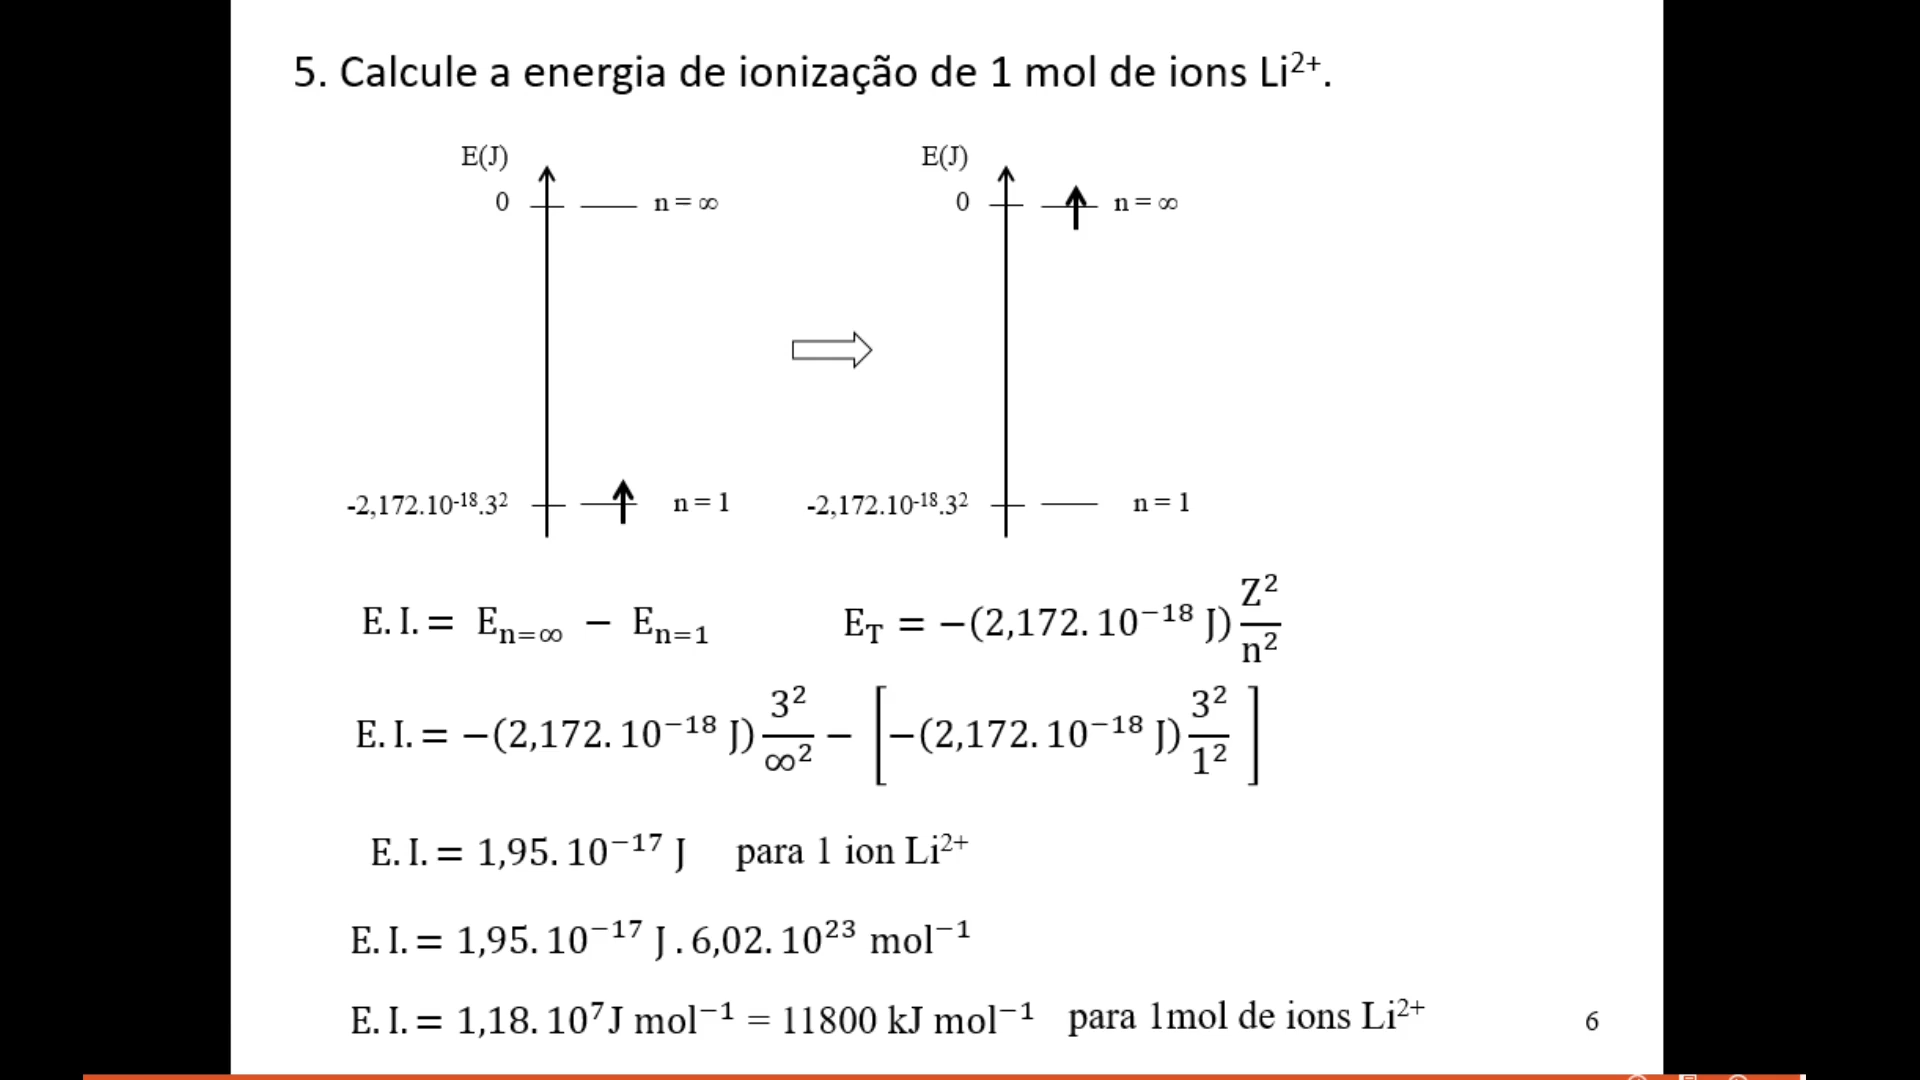 5. Calcule a energia de ionização de 1 mol de ions Li²⁺.
E(J) E(J)
0 n = ∞ 0 n = ∞
-2,172.10⁻¹⁸.3² n = 1 -2,172.10⁻¹⁸.3² n = 1
E. I. = Eₙ₌∞ − Eₙ₌₁ E_T = −(2,172. 10⁻¹⁸ J) Z²/n²
E. I. = −(2,172. 10⁻¹⁸ J) 3²/∞² − [−(2,172. 10⁻¹⁸ J) 3²/1²]
E. I. = 1,95. 10⁻¹⁷ J para 1 ion Li²⁺
E. I. = 1,95. 10⁻¹⁷ J . 6,02. 10²³ mol⁻¹
E. I. = 1,18. 10⁷J mol⁻¹ = 11800 kJ mol⁻¹ para 1mol de ions Li²⁺
6